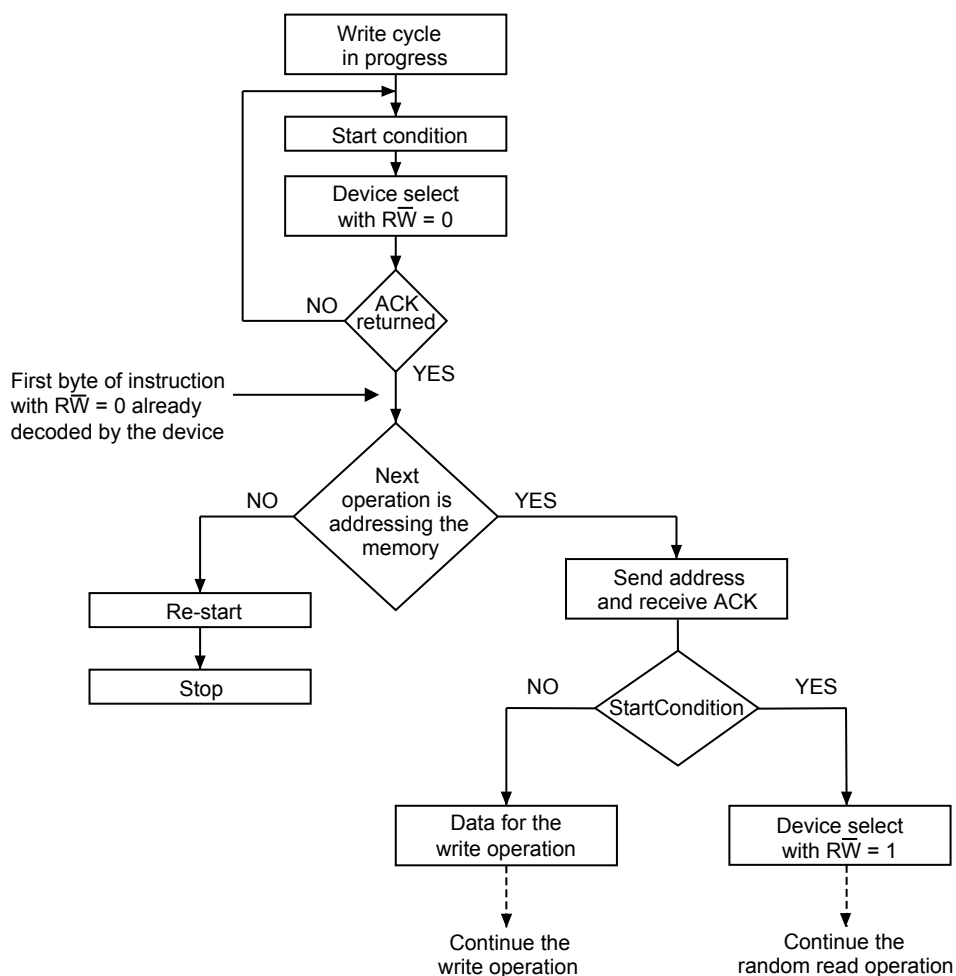 Write cycle
in progress
Start condition
Device select
with RW̅ = 0
NO
ACK
returned
YES
First byte of instruction
with RW̅ = 0 already
decoded by the device
NO
Next
operation is
addressing the
memory
YES
Send address
and receive ACK
Re-start
Stop
NO
StartCondition
YES
Data for the
write operation
Device select
with RW̅ = 1
Continue the
write operation
Continue the
random read operation